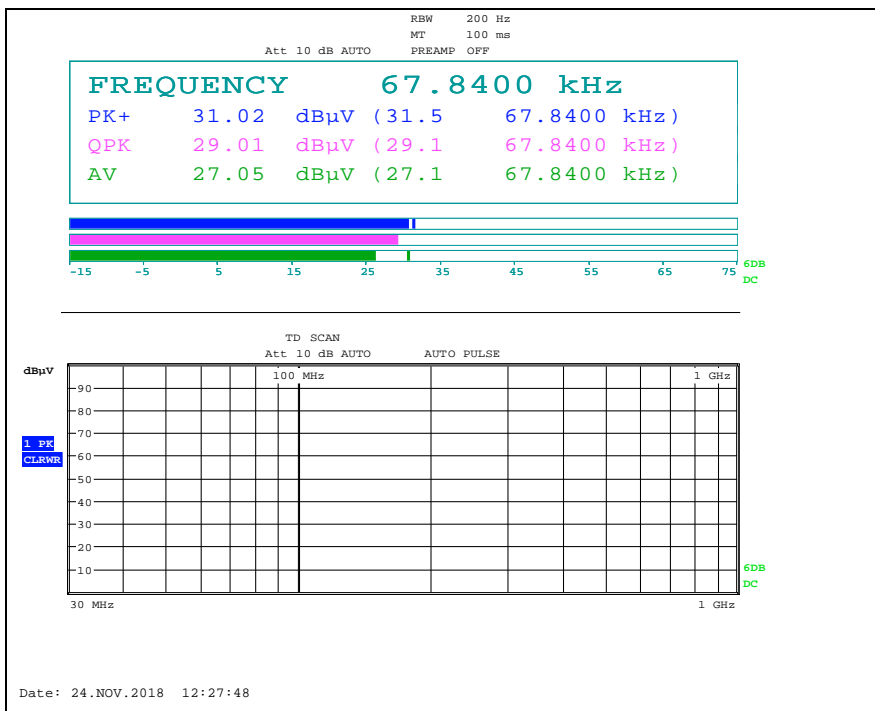 RBW 200 Hz
MT 100 ms
Att 10 dB AUTO PREAMP OFF
FREQUENCY 67.8400 kHz
PK+ 31.02 dBµV (31.5 67.8400 kHz)
QPK 29.01 dBµV (29.1 67.8400 kHz)
AV 27.05 dBµV (27.1 67.8400 kHz)
-15 -5 5 15 25 35 45 55 65 75
6DB
DC
TD SCAN
Att 10 dB AUTO AUTO PULSE
dBµV
100 MHz 1 GHz
90
80
70
1 PK
CLRWR
60
50
40
30
20
10
6DB
DC
30 MHz 1 GHz
Date: 24.NOV.2018 12:27:48